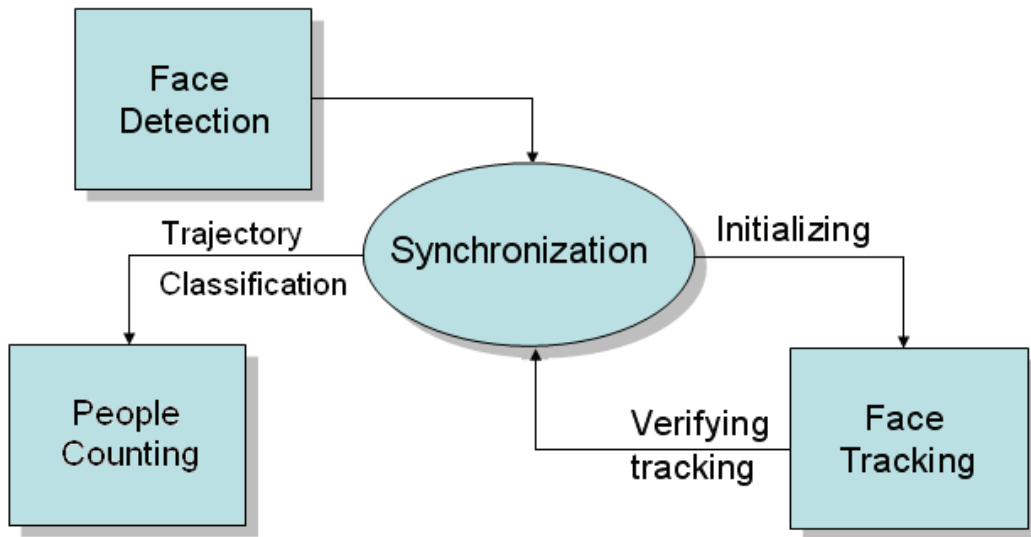 Face
Detection
Trajectory
Classification
Synchronization
Initializing
People
Counting
Verifying
tracking
Face
Tracking